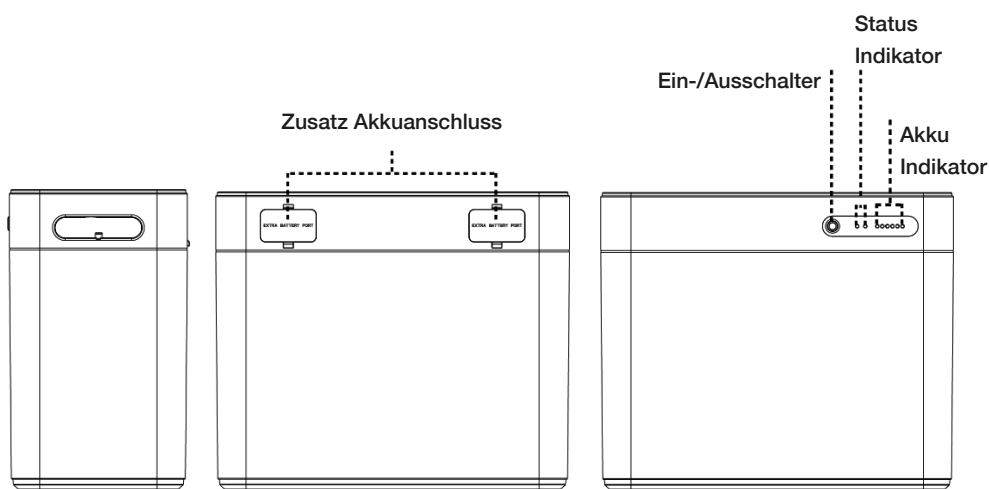 Status
Indikator
Ein-/Ausschalter
Akku
Indikator
Zusatz Akkuanschluss
EXTRA BATTERY PORT
EXTRA BATTERY PORT